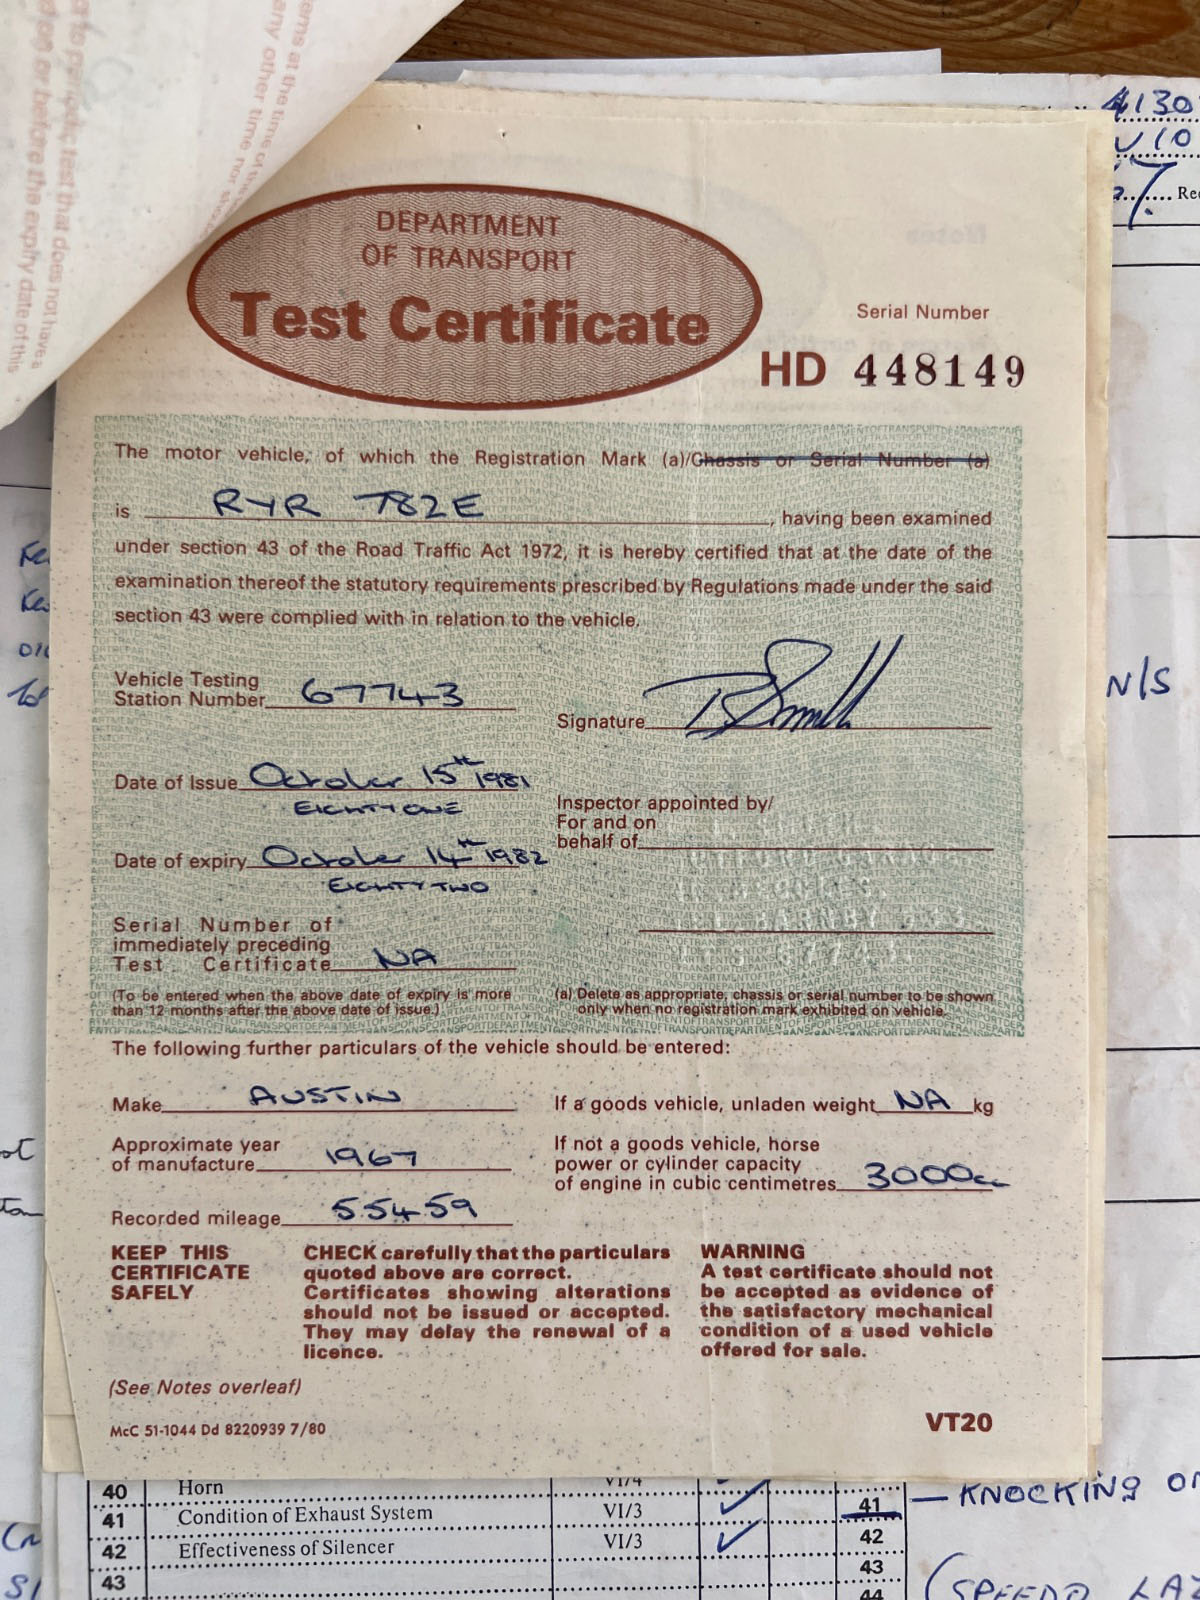 DEPARTMENT
OF TRANSPORT
Test Certificate
Serial Number
HD 448149
The motor vehicle, of which the Registration Mark (a)/Chassis or Serial Number (a)
is RYR 782E, having been examined
under section 43 of the Road Traffic Act 1972, it is hereby certified that at the date of the
examination thereof the statutory requirements prescribed by Regulations made under the said
section 43 were complied with in relation to the vehicle.
Vehicle Testing
Station Number 67743
Signature
Date of Issue October 15th 1981
EIGHTY ONE
Inspector appointed by/
For and on
behalf of
Date of expiry October 14th 1982
EIGHTY TWO
Serial Number of
immediately preceding
Test Certificate NA
(To be entered when the above date of expiry is more
than 12 months after the above date of issue.)
(a) Delete as appropriate, chassis or serial number to be shown
only when no registration mark exhibited on vehicle.
The following further particulars of the vehicle should be entered:
Make AUSTIN
If a goods vehicle, unladen weight NA kg
Approximate year
of manufacture 1967
If not a goods vehicle, horse
power or cylinder capacity
of engine in cubic centimetres 3000cc
Recorded mileage 55459
KEEP THIS
CERTIFICATE
SAFELY
CHECK carefully that the particulars
quoted above are correct.
Certificates showing alterations
should not be issued or accepted.
They may delay the renewal of a
licence.
WARNING
A test certificate should not
be accepted as evidence of
the satisfactory mechanical
condition of a used vehicle
offered for sale.
(See Notes overleaf)
McC 51-1044 Dd 8220939 7/80
VT20
N/S
40 Horn VI/4
41 Condition of Exhaust System VI/3 41 — KNOCKING
42 Effectiveness of Silencer VI/3 42
43 43
44
(SPEEDO